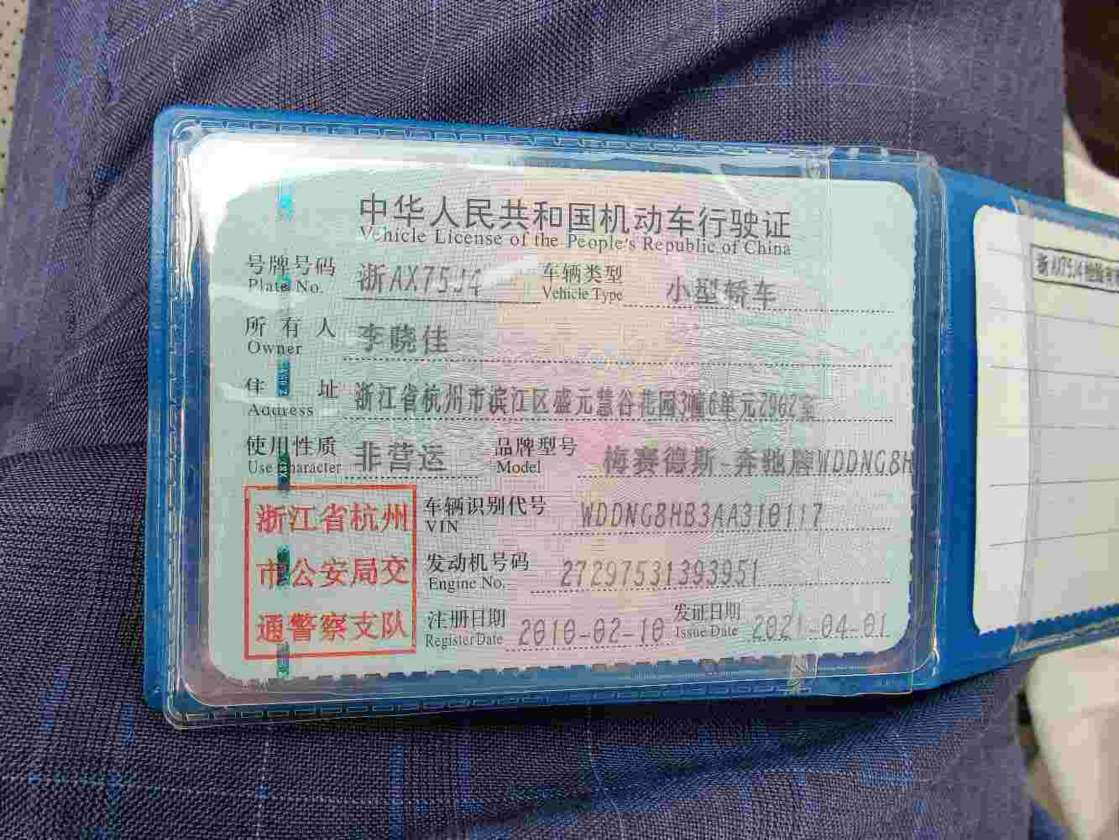 中华人民共和国机动车行驶证
Vehicle License of the People's Republic of China
号牌号码 浙AX75J4 车辆类型 小型轿车
Plate No. Vehicle Type
所有人 李晓佳
Owner
住址 浙江省杭州市滨江区盛元慧谷花园3幢6单元2902室
Address
使用性质 非营运 品牌型号 梅赛德斯-奔驰牌WDDNG8H
Use Character Model
浙江省杭州
市公安局交
通警察支队
车辆识别代号 WDDNG8HB3AA310117
VIN
发动机号码 27297531393951
Engine No.
注册日期 2010-02-10 发证日期 2021-04-01
Register Date Issue Date
浙AX75J4